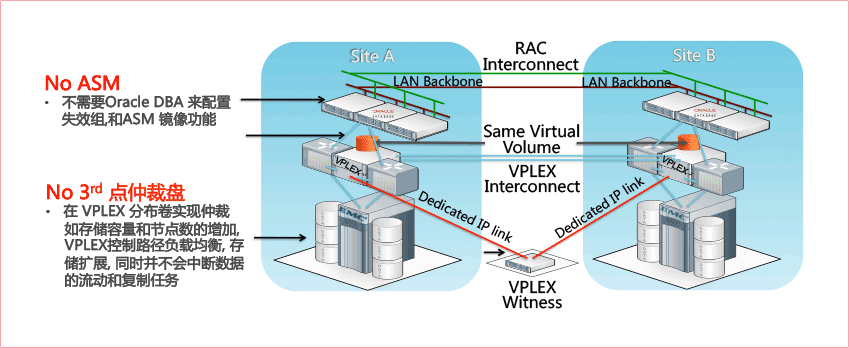 No ASM
• 不需要Oracle DBA 来配置
失效组,和ASM 镜像功能
No 3rd 点仲裁盘
• 在 VPLEX 分布卷实现仲裁
如存储容量和节点数的增加,
VPLEX控制路径负载均衡, 存
储扩展, 同时并不会中断数据
的流动和复制任务
Site A
RAC
Interconnect
Site B
LAN Backbone
LAN Backbone
ORACLE
DATABASE
ORACLE
DATABASE
Same Virtual
Volume
VPLEX
VPLEX
VPLEX
Interconnect
Dedicated IP link
Dedicated IP link
EMC
EMC
VPLEX
Witness